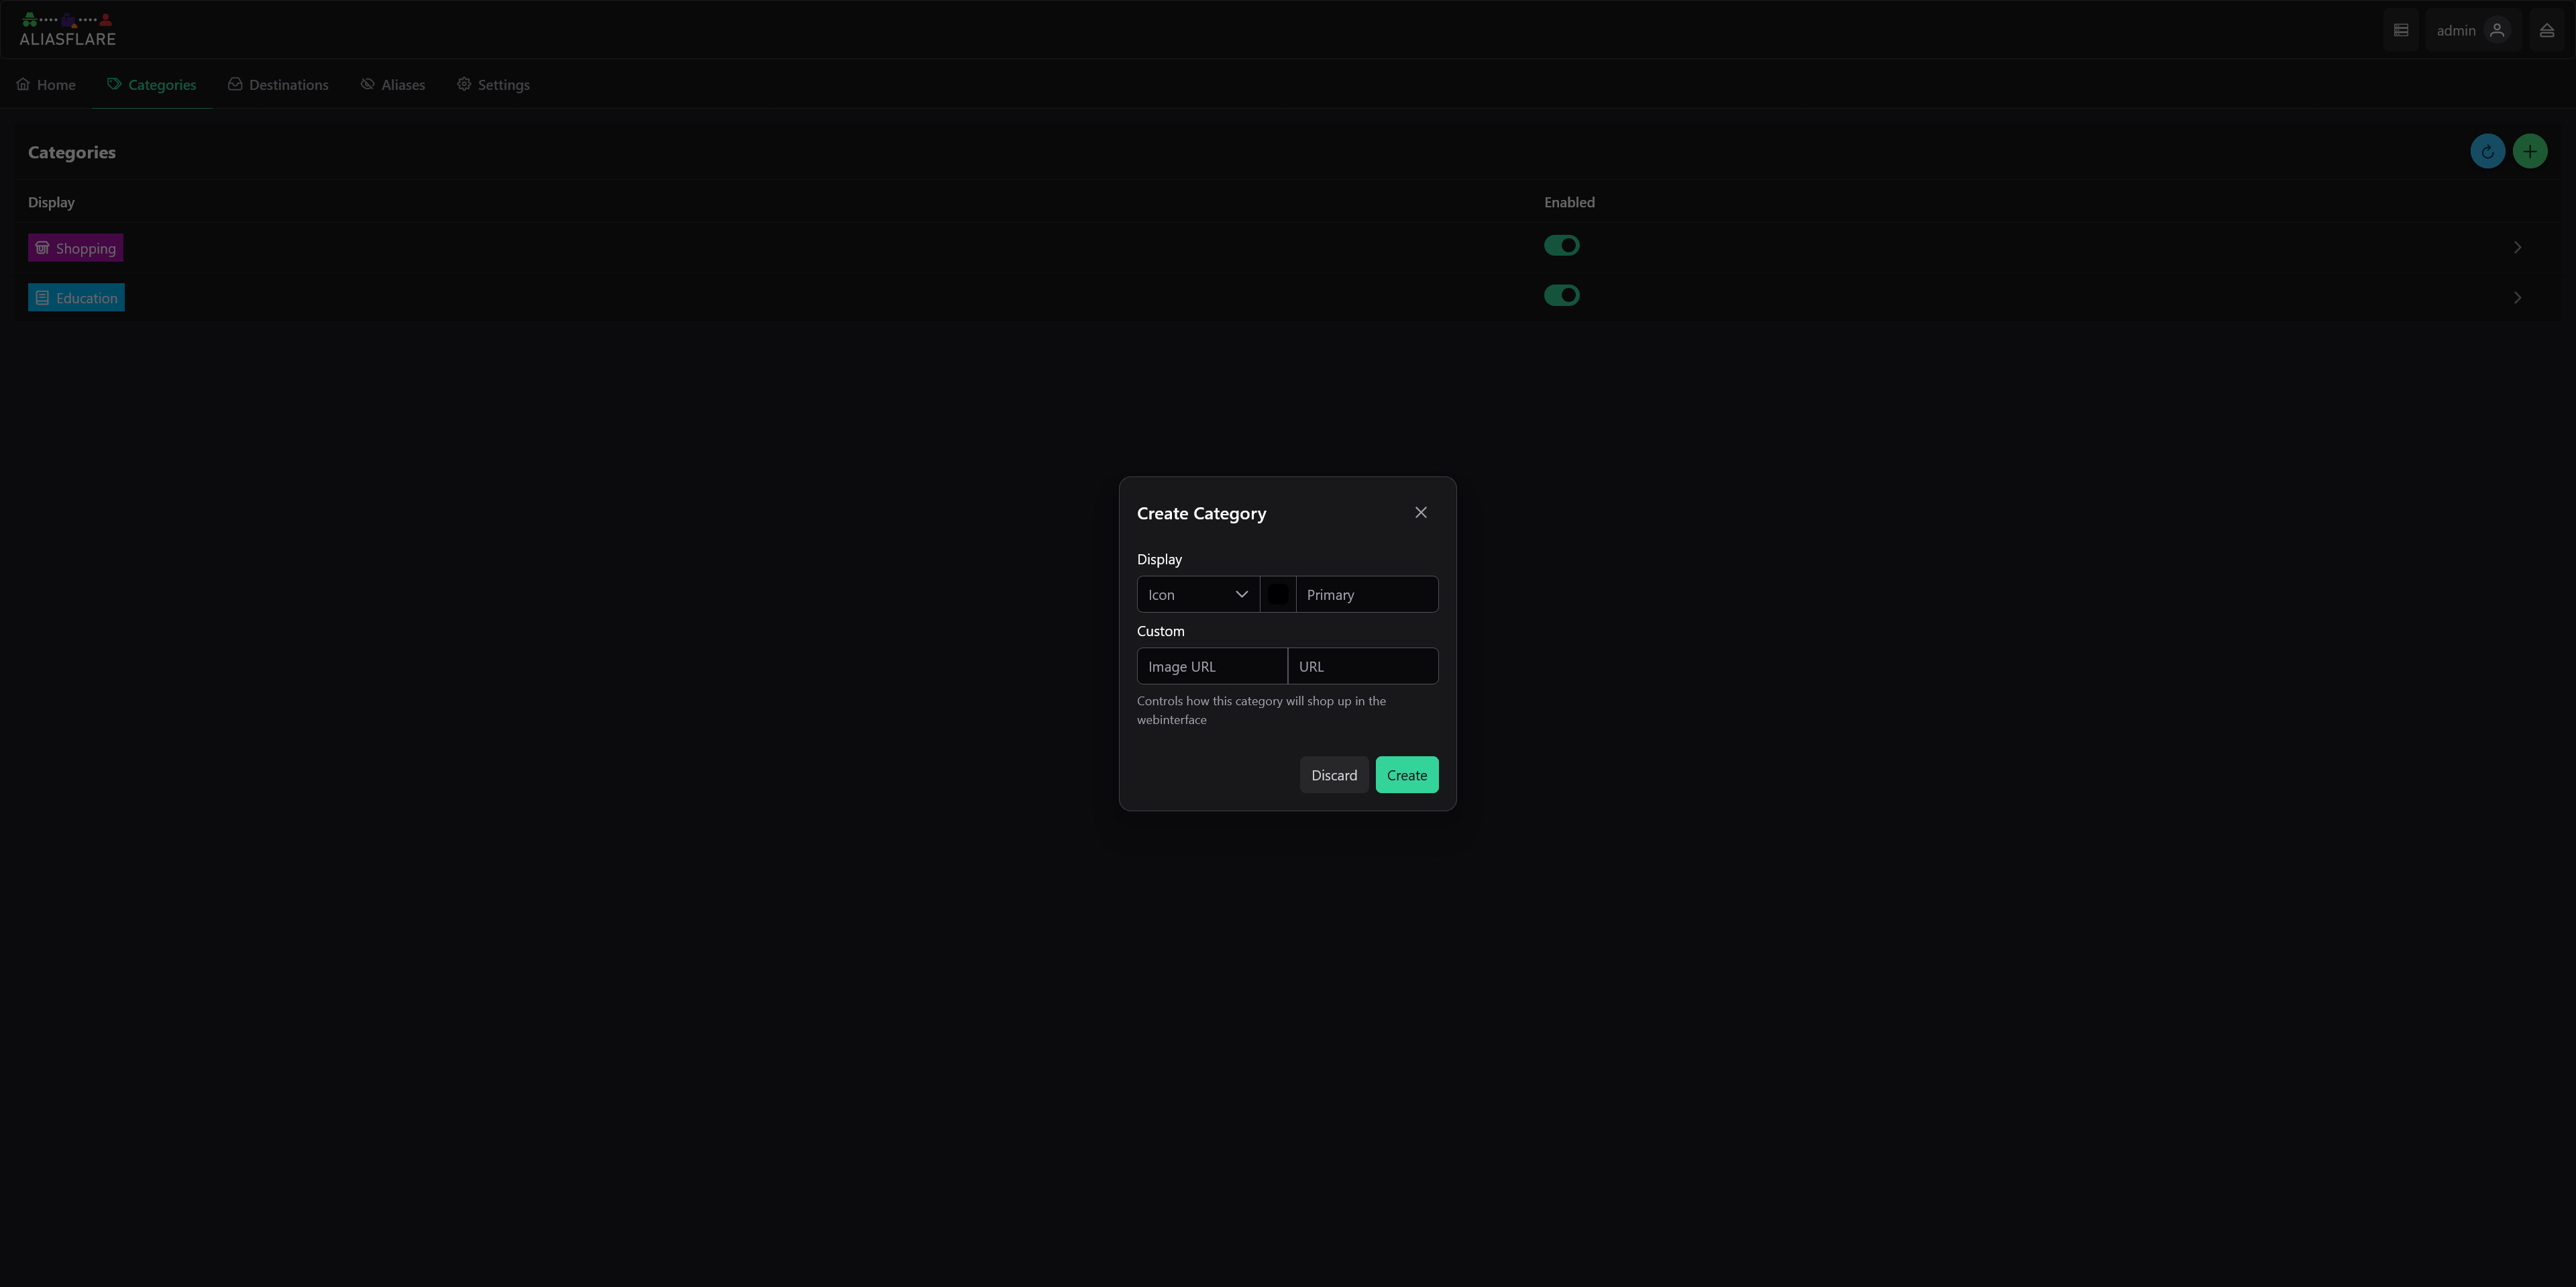 ALIASFLARE
admin
Home Categories Destinations Aliases Settings
Categories
Display Enabled
Shopping
Education
Create Category
Display
Icon Primary
Custom
Image URL URL
Controls how this category will shop up in the
webinterface
Discard Create